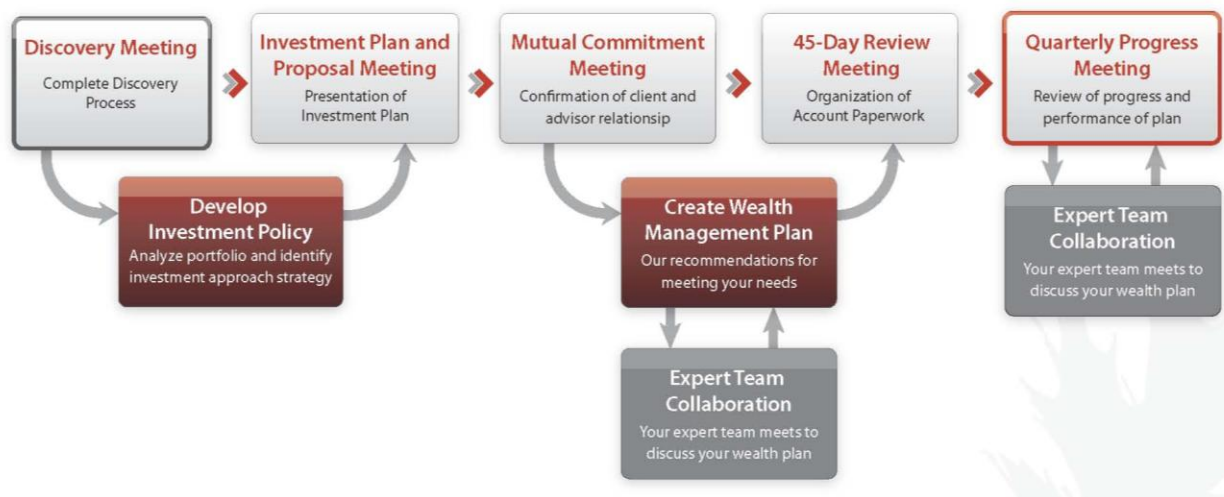 Discovery Meeting
Complete Discovery
Process
Investment Plan and
Proposal Meeting
Presentation of
Investment Plan
Mutual Commitment
Meeting
Confirmation of client and
advisor relationsip
45-Day Review
Meeting
Organization of
Account Paperwork
Quarterly Progress
Meeting
Review of progress and
performance of plan
Develop
Investment Policy
Analyze portfolio and identify
investment approach strategy
Create Wealth
Management Plan
Our recommendations for
meeting your needs
Expert Team
Collaboration
Your expert team meets to
discuss your wealth plan
Expert Team
Collaboration
Your expert team meets to
discuss your wealth plan